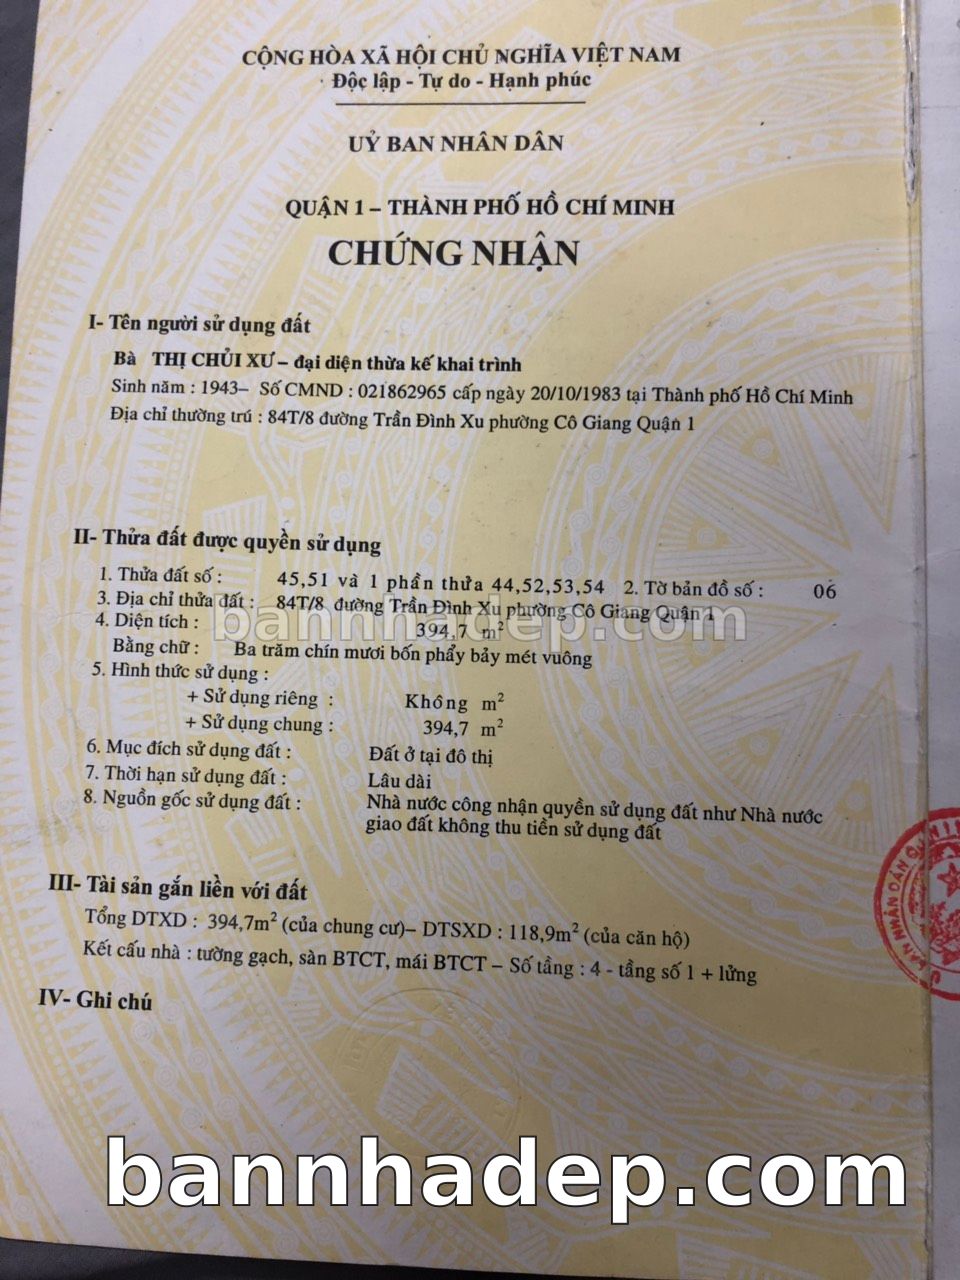 CỘNG HÒA XÃ HỘI CHỦ NGHĨA VIỆT NAM
Độc lập - Tự do - Hạnh phúc
UỶ BAN NHÂN DÂN
QUẬN 1 – THÀNH PHỐ HỒ CHÍ MINH
CHỨNG NHẬN
I- Tên người sử dụng đất
Bà THỊ CHỦI XƯ – đại diện thừa kế khai trình
Sinh năm : 1943– Số CMND : 021862965 cấp ngày 20/10/1983 tại Thành phố Hồ Chí Minh
Địa chỉ thường trú : 84T/8 đường Trần Đình Xu phường Cô Giang Quận 1
II- Thửa đất được quyền sử dụng
1. Thửa đất số : 45,51 và 1 phần thửa 44,52,53,54 2. Tờ bản đồ số : 06
3. Địa chỉ thửa đất : 84T/8 đường Trần Đình Xu phường Cô Giang Quận 1
bannhadep.com
4. Diện tích : 394,7 m²
Bằng chữ : Ba trăm chín mươi bốn phẩy bảy mét vuông
5. Hình thức sử dụng :
+ Sử dụng riêng : Không m²
+ Sử dụng chung : 394,7 m²
6. Mục đích sử dụng đất : Đất ở tại đô thị
7. Thời hạn sử dụng đất : Lâu dài
8. Nguồn gốc sử dụng đất : Nhà nước công nhận quyền sử dụng đất như Nhà nước
giao đất không thu tiền sử dụng đất
III- Tài sản gắn liền với đất
Tổng DTXD : 394,7m² (của chung cư)– DTSXD : 118,9m² (của căn hộ)
Kết cấu nhà : tường gạch, sàn BTCT, mái BTCT – Số tầng : 4 - tầng số 1 + lửng
IV- Ghi chú
bannhadep.com